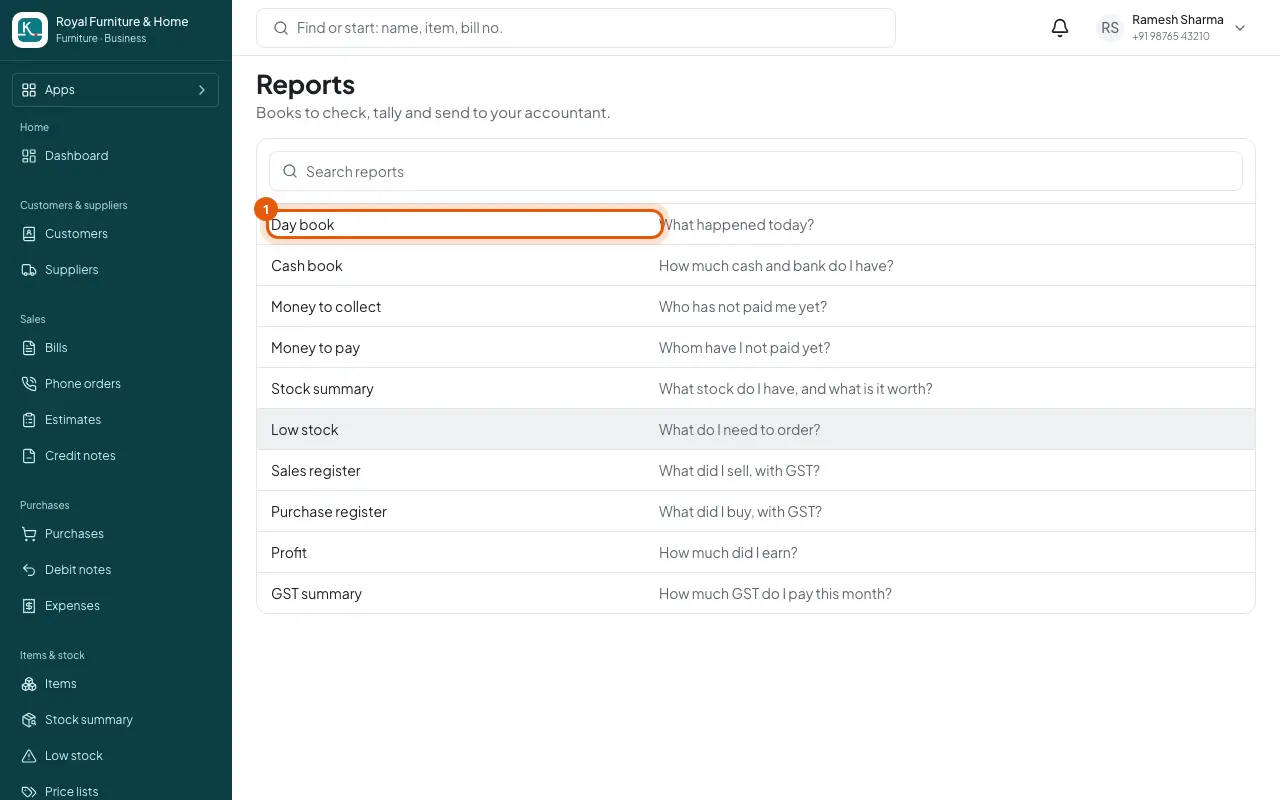 Royal Furniture & Home
Furniture · Business
Apps
Home
Dashboard
Customers & suppliers
Customers
Suppliers
Sales
Bills
Phone orders
Estimates
Credit notes
Purchases
Purchases
Debit notes
Expenses
Items & stock
Items
Stock summary
Low stock
Price lists
Find or start: name, item, bill no.
RS
Ramesh Sharma
+91 98765 43210
Reports
Books to check, tally and send to your accountant.
Search reports
1
Day book What happened today?
Cash book How much cash and bank do I have?
Money to collect Who has not paid me yet?
Money to pay Whom have I not paid yet?
Stock summary What stock do I have, and what is it worth?
Low stock What do I need to order?
Sales register What did I sell, with GST?
Purchase register What did I buy, with GST?
Profit How much did I earn?
GST summary How much GST do I pay this month?